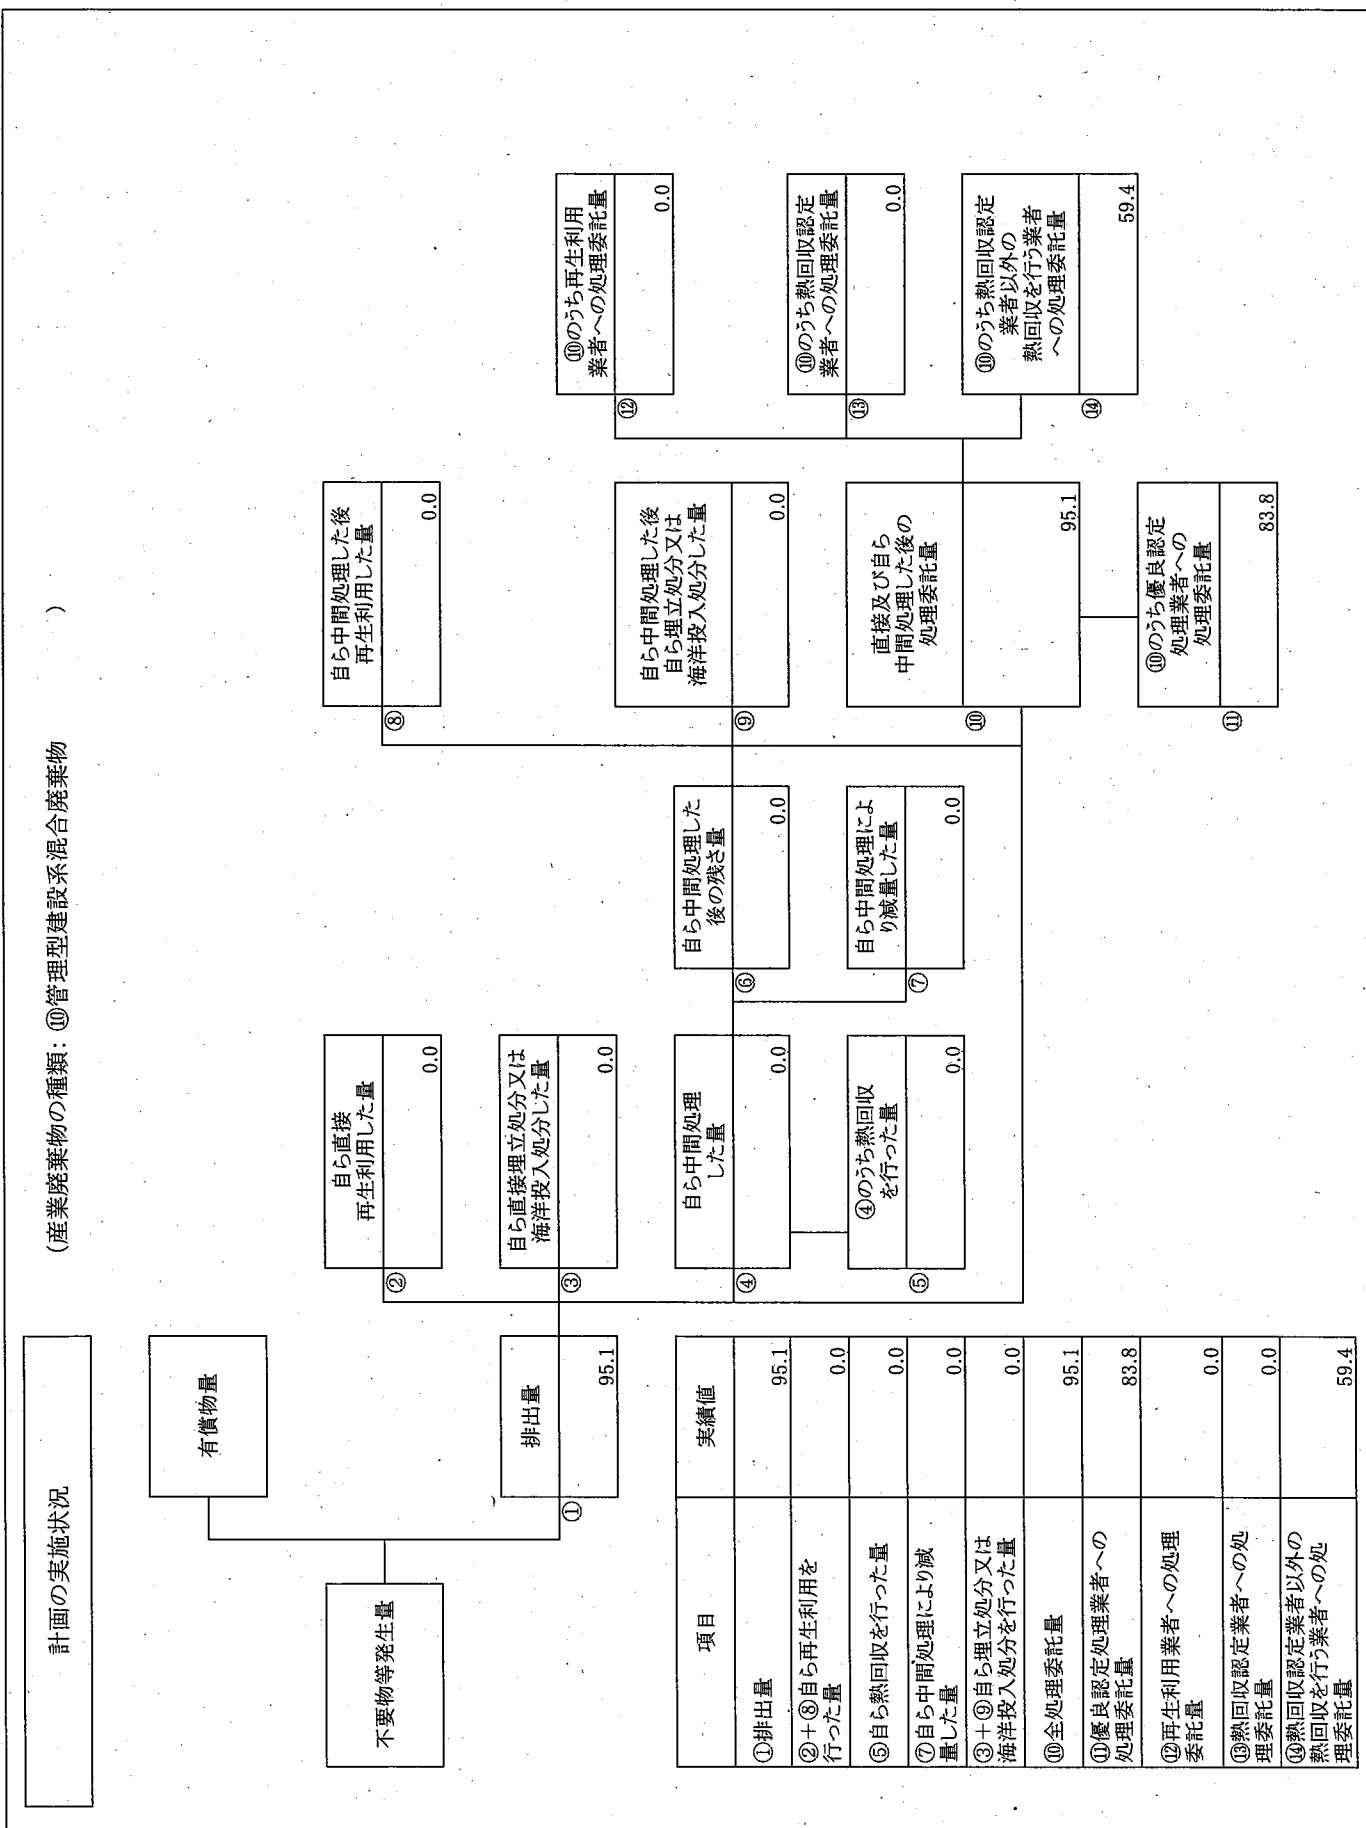 計画の実施状況
(産業廃棄物の種類：⑩管理型建設系混合廃棄物 )
不要物等発生量
有償物量
①
排出量
95.1
②
自ら直接
再生利用した量
0.0
③
自ら直接埋立処分又は
海洋投入処分した量
0.0
④
自ら中間処理
した量
0.0
⑤
④のうち熱回収
を行った量
0.0
⑥
自ら中間処理した
後の残さ量
0.0
⑦
自ら中間処理によ
り減量した量
0.0
⑧
自ら中間処理した後
再生利用した量
0.0
⑨
自ら中間処理した後
自ら埋立処分又は
海洋投入処分した量
0.0
⑩
直接及び自ら
中間処理した後の
処理委託量
95.1
⑪
⑩のうち優良認定
処理業者への
処理委託量
83.8
⑫
⑩のうち再生利用
業者への処理委託量
0.0
⑬
⑩のうち熱回収認定
業者への処理委託量
0.0
⑭
⑩のうち熱回収認定
業者以外の
熱回収を行う業者
への処理委託量
59.4
項目 実績値
①排出量 95.1
②＋⑧自ら再生利用を
行った量 0.0
⑤自ら熱回収を行った量 0.0
⑦自ら中間処理により減
量した量 0.0
③＋⑨自ら埋立処分又は
海洋投入処分を行った量 0.0
⑩全処理委託量 95.1
⑪優良認定処理業者への
処理委託量 83.8
⑫再生利用業者への処理
委託量 0.0
⑬熱回収認定業者への処
理委託量 0.0
⑭熱回収認定業者以外の
熱回収を行う業者への処
理委託量 59.4